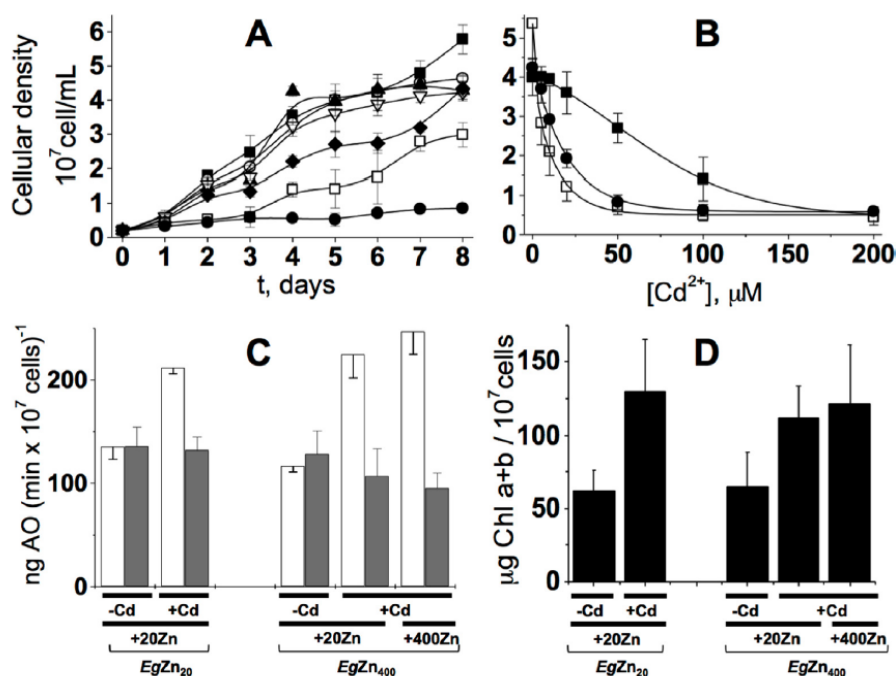 A
Cellular density
10⁷cell/mL
6
5
4
3
2
1
0
0 1 2 3 4 5 6 7 8
t, days
B
5
4
3
2
1
0
0 50 100 150 200
[Cd²⁺], µM
C
ng AO (min x 10⁷ cells)⁻¹
200
100
0
-Cd +Cd -Cd +Cd
+20Zn +20Zn +400Zn
EgZn₂₀ EgZn₄₀₀
D
µg Chl a+b / 10⁷cells
150
100
50
0
-Cd +Cd -Cd +Cd
+20Zn +20Zn +400Zn
EgZn₂₀ EgZn₄₀₀